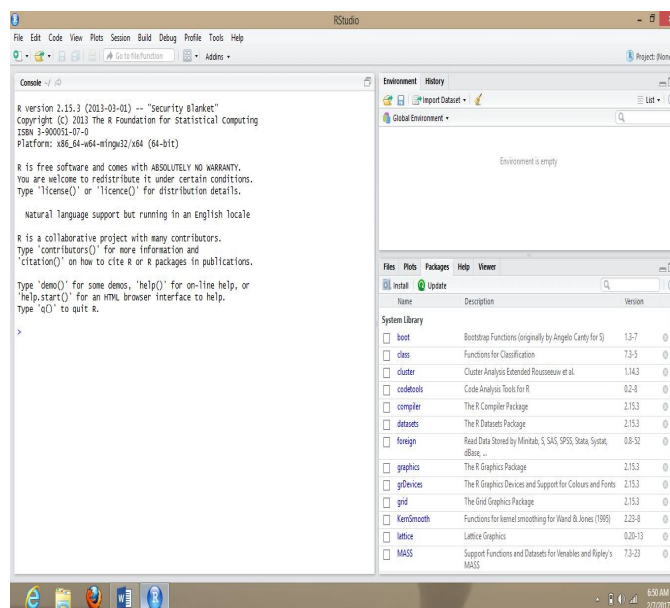 RStudio
File Edit Code View Plots Session Build Debug Profile Tools Help
Go to file/function Addins Project: (None
Console ~/
R version 2.15.3 (2013-03-01) -- "Security Blanket"
Copyright (C) 2013 The R Foundation for Statistical Computing
ISBN 3-900051-07-0
Platform: x86_64-w64-mingw32/x64 (64-bit)
R is free software and comes with ABSOLUTELY NO WARRANTY.
You are welcome to redistribute it under certain conditions.
Type 'license()' or 'licence()' for distribution details.
Natural language support but running in an English locale
R is a collaborative project with many contributors.
Type 'contributors()' for more information and
'citation()' on how to cite R or R packages in publications.
Type 'demo()' for some demos, 'help()' for on-line help, or
'help.start()' for an HTML browser interface to help.
Type 'q()' to quit R.
>
Environment History
Import Dataset List
Global Environment
Environment is empty
Files Plots Packages Help Viewer
Install Update
Name Description Version
System Library
boot Bootstrap Functions (originally by Angelo Canty for S) 1.3-7
class Functions for Classification 7.3-5
cluster Cluster Analysis Extended Rousseeuw et al. 1.14.3
codetools Code Analysis Tools for R 0.2-8
compiler The R Compiler Package 2.15.3
datasets The R Datasets Package 2.15.3
foreign Read Data Stored by Minitab, S, SAS, SPSS, Stata, Systat, 0.8-52
dBase, ...
graphics The R Graphics Package 2.15.3
grDevices The R Graphics Devices and Support for Colours and Fonts 2.15.3
grid The Grid Graphics Package 2.15.3
KernSmooth Functions for kernel smoothing for Wand & Jones (1995) 2.23-8
lattice Lattice Graphics 0.20-13
MASS Support Functions and Datasets for Venables and Ripley's 7.3-23
MASS
6:50 AM